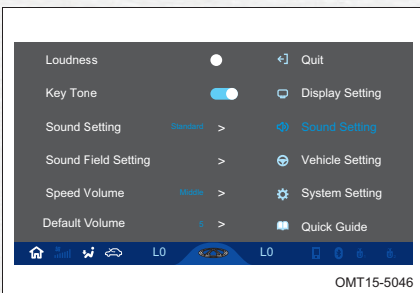 Loudness
Quit
Key Tone
Display Setting
Sound Setting Standard >
Sound Setting
Sound Field Setting >
Vehicle Setting
Speed Volume Middle >
System Setting
Default Volume 5 >
Quick Guide
L0 L0
OMT15-5046